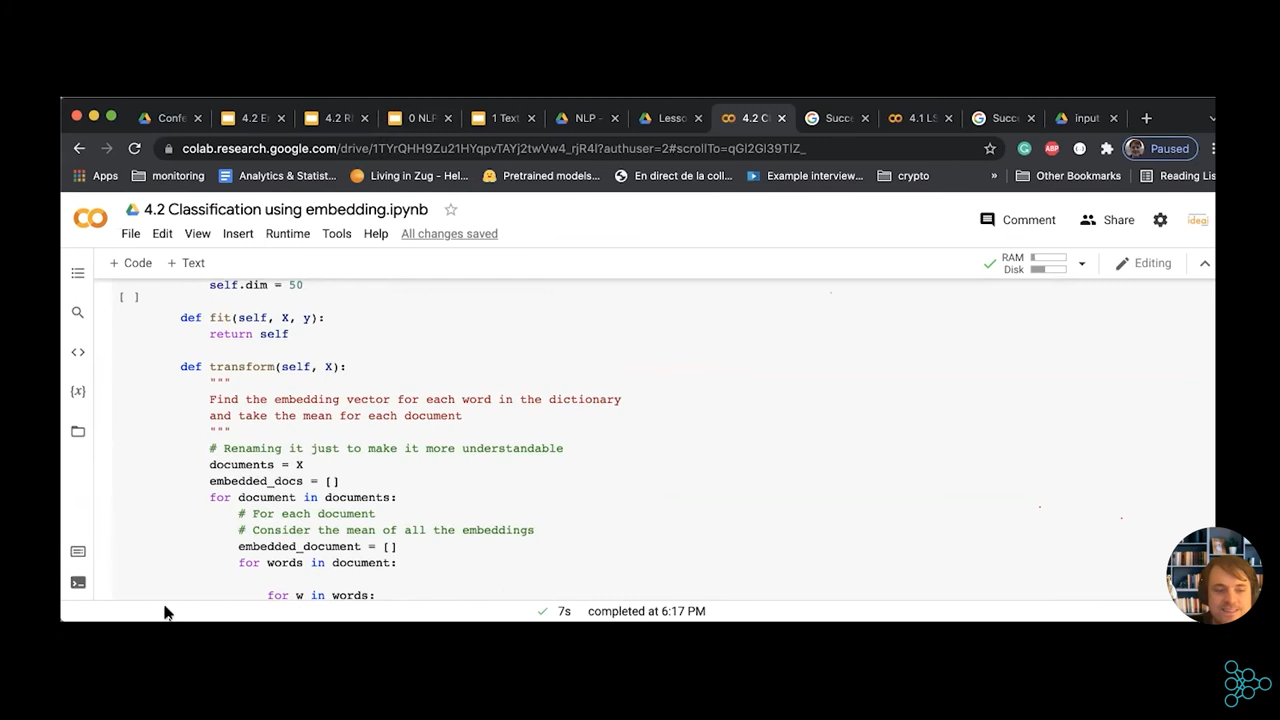 Confe 4.2 E 4.2 R 0 NLP 1 Text NLP - Lesso 4.2 C Succe 4.1 LS Succe input
colab.research.google.com/drive/1TYrQHH9Zu21HYqpvTAYj2twVw4_rjR4I?authuser=2#scrollTo=qGl2Gl39TlZ_ ABP Paused
Apps monitoring Analytics & Statisti... Living in Zug - Hel... Pretrained models... En direct de la coll... Example interview... crypto » Other Bookmarks Reading Lis
4.2 Classification using embedding.ipynb
Comment Share
File Edit View Insert Runtime Tools Help All changes saved
+ Code + Text RAM Disk Editing
self.dim = 50
[ ]
def fit(self, X, y):
return self
def transform(self, X):
"""
Find the embedding vector for each word in the dictionary
and take the mean for each document
"""
# Renaming it just to make it more understandable
documents = X
embedded_docs = []
for document in documents:
# For each document
# Consider the mean of all the embeddings
embedded_document = []
for words in document:
for w in words:
7s completed at 6:17 PM